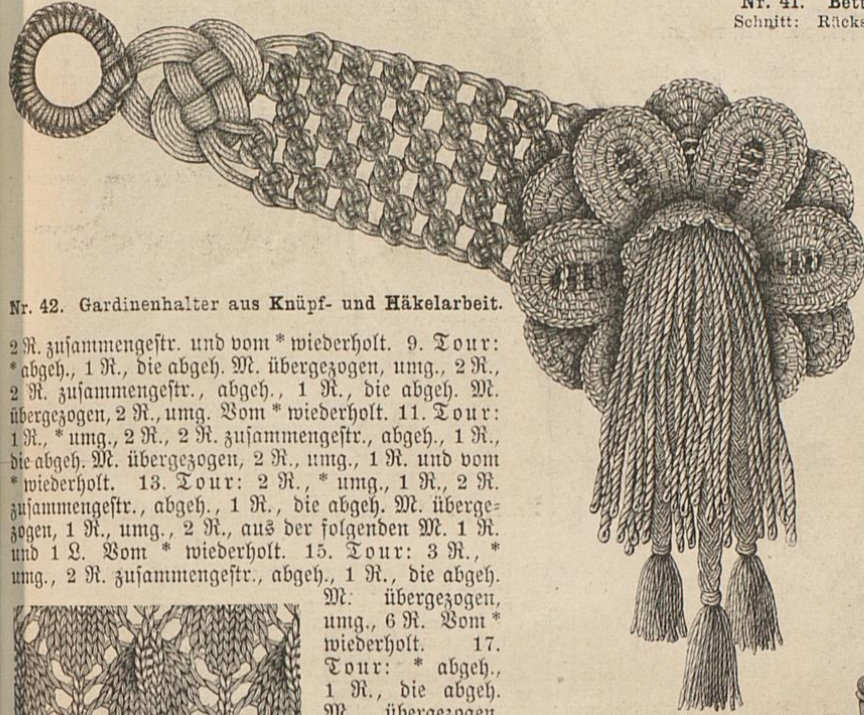 Nr. 41. Bett
Schnitt: Rücks
Nr. 42. Gardinenhalter aus Knüpf- und Häkelarbeit.
2 R. zusammengestr. und vom * wiederholt. 9. Tour:
* abgeh., 1 R., die abgeh. M. übergezogen, umg., 2 R.,
2 R. zusammengestr., abgeh., 1 R., die abgeh. M.
übergezogen, 2 R., umg. Vom * wiederholt. 11. Tour:
1 R., * umg., 2 R., 2 R. zusammengestr., abgeh., 1 R.,
die abgeh. M. übergezogen, 2 R., umg., 1 R. und vom
* wiederholt. 13. Tour: 2 R., * umg., 1 R., 2 R.
zusammengestr., abgeh., 1 R., die abgeh. M. überge-
zogen, 1 R., umg., 2 R., aus der folgenden M. 1 R.
und 1 L. Vom * wiederholt. 15. Tour: 3 R., *
umg., 2 R. zusammengestr., abgeh., 1 R., die abgeh.
M. übergezogen,
umg., 6 R. Vom *
wiederholt. 17.
Tour: * abgeh.,
1 R., die abgeh.
M. übergezogen,